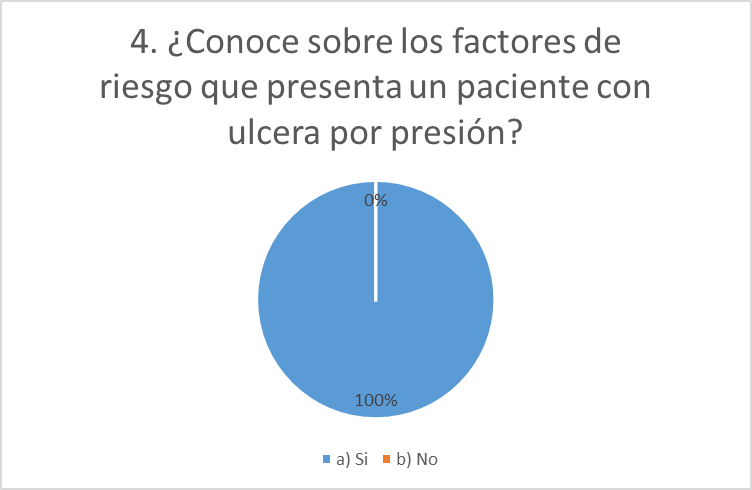 4. ¿Conoce sobre los factores de
riesgo que presenta un paciente con
ulcera por presión?
0%
100%
a) Si b) No